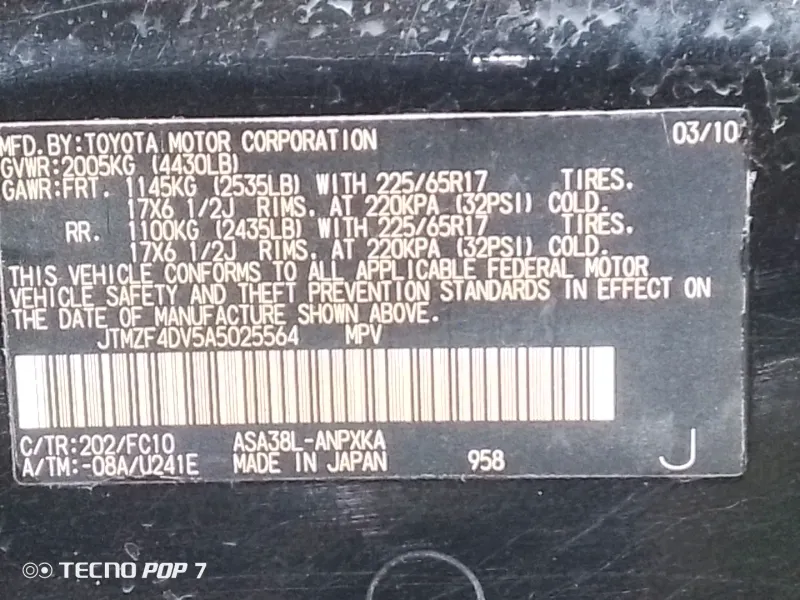 MFD.BY:TOYOTA MOTOR CORPORATION 03/10
GVWR:2005KG (4430LB)
GAWR:FRT. 1145KG (2535LB) WITH 225/65R17 TIRES.
17X6 1/2J RIMS. AT 220KPA (32PSI) COLD.
RR. 1100KG (2435LB) WITH 225/65R17 TIRES.
17X6 1/2J RIMS. AT 220KPA (32PSI) COLD.
THIS VEHICLE CONFORMS TO ALL APPLICABLE FEDERAL MOTOR
VEHICLE SAFETY AND THEFT PREVENTION STANDARDS IN EFFECT ON
THE DATE OF MANUFACTURE SHOWN ABOVE.
JTMZF4DV5A5025564 MPV
C/TR:202/FC10 ASA38L-ANPXKA
A/TM:-08A/U241E MADE IN JAPAN 958 J
TECNO POP 7